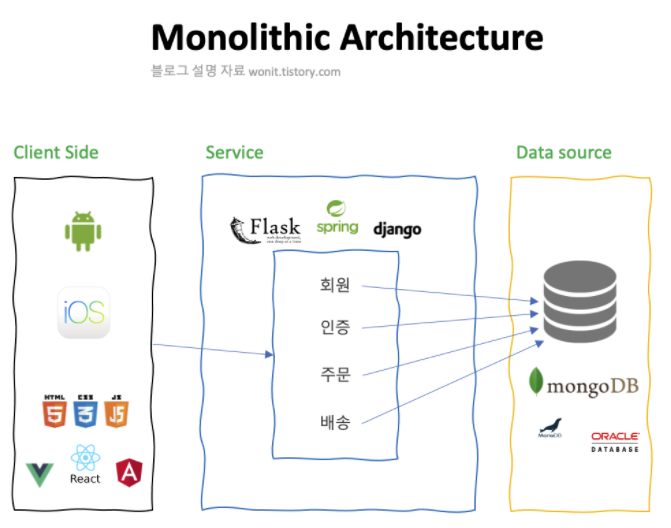 Monolithic Architecture
블로그 설명 자료 wonit.tistory.com
Client Side
Service
Data source
Flask
web development,
one drop at a time
spring
django
iOS
회원
인증
주문
배송
HTML CSS JS
5 3 JS
React
mongoDB
MariaDB
ORACLE
DATABASE